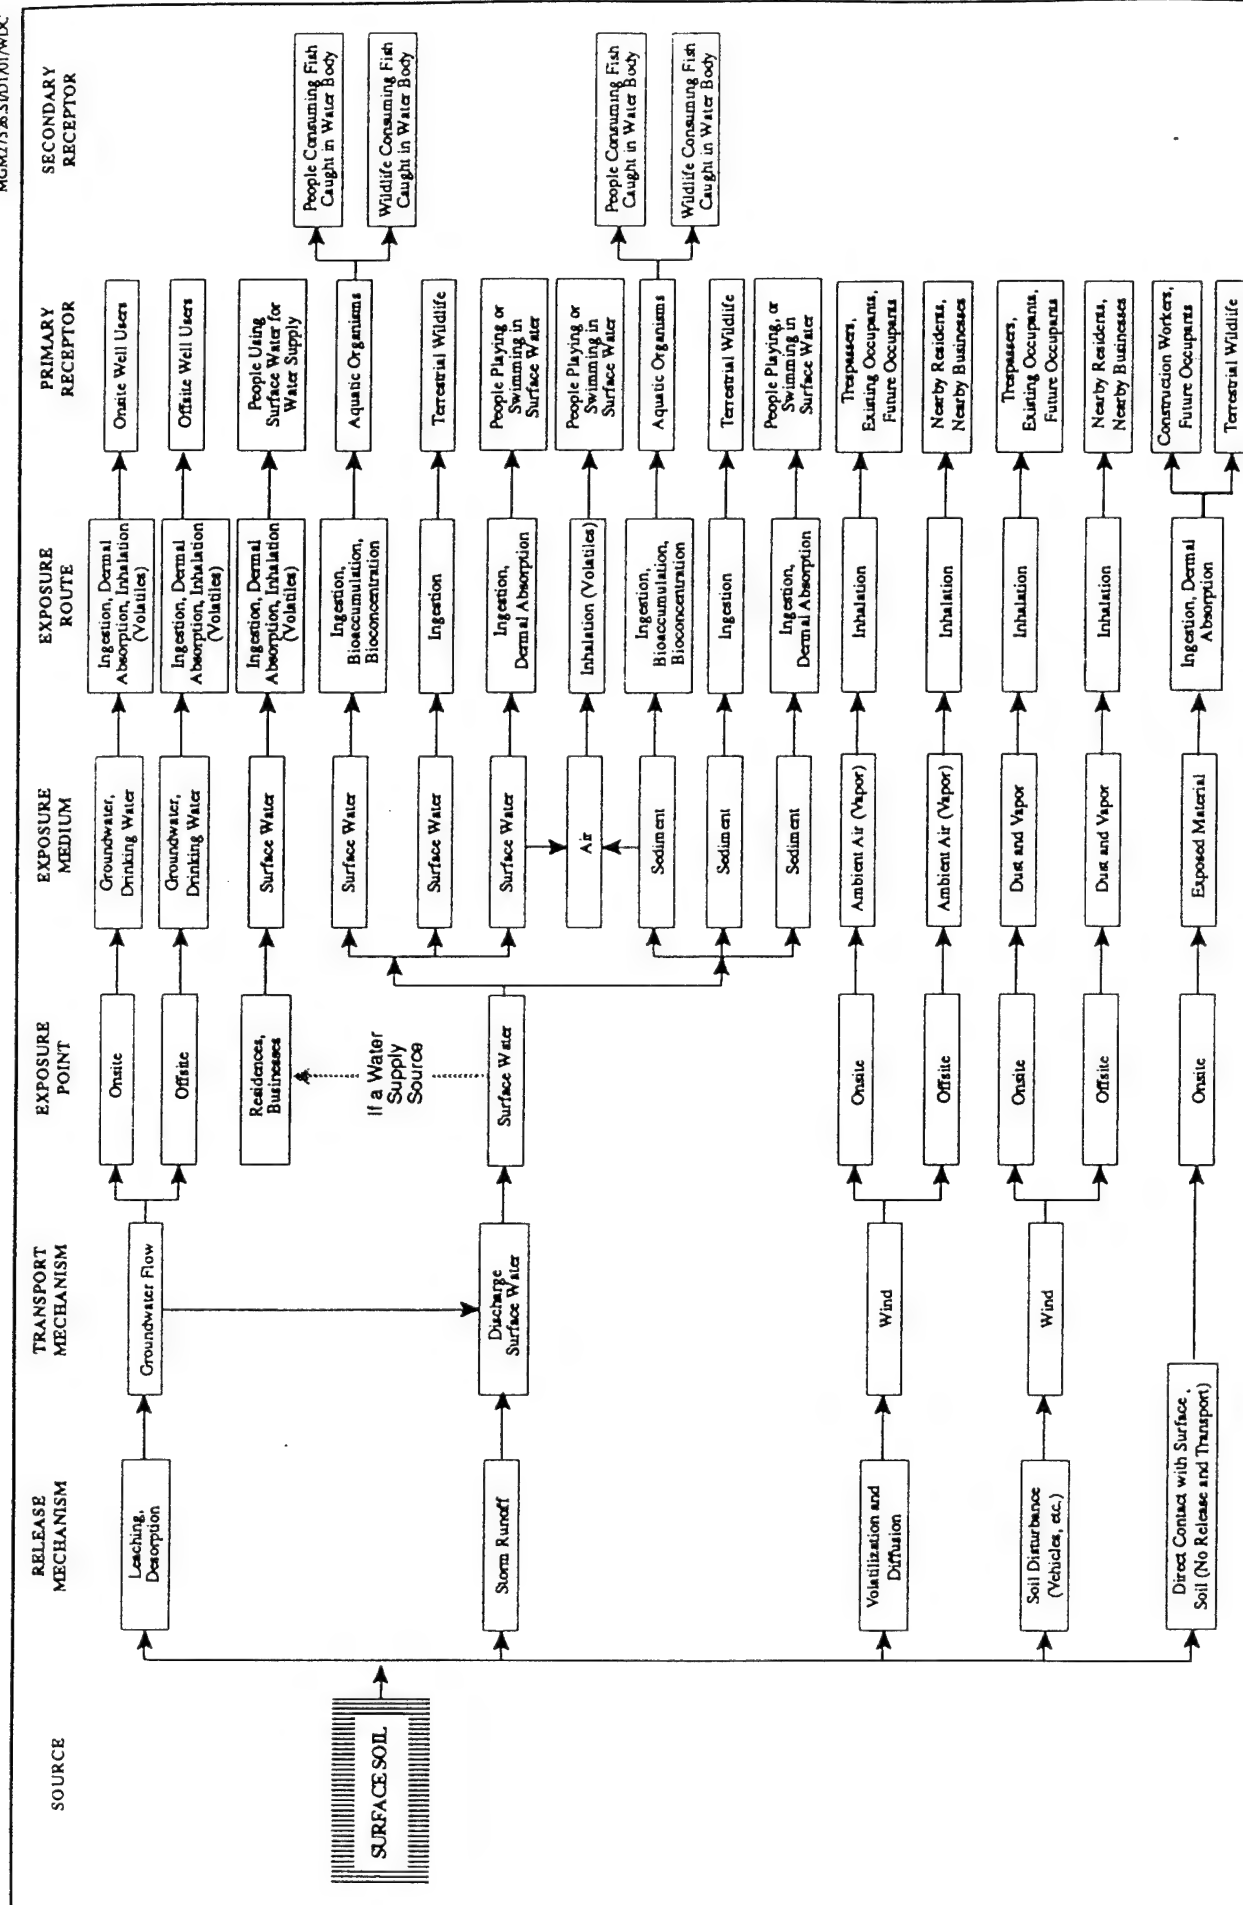 SOURCE
RELEASE
MECHANISM
TRANSPORT
MECHANISM
EXPOSURE
POINT
EXPOSURE
MEDIUM
EXPOSURE
ROUTE
PRIMARY
RECEPTOR
SECONDARY
RECEPTOR
SURFACE SOIL
Leaching,
Desorption
Groundwater Flow
Onsite
Groundwater,
Drinking Water
Ingestion, Dermal
Absorption, Inhalation
(Volatiles)
Onsite Well Users
Offsite
Groundwater,
Drinking Water
Ingestion, Dermal
Absorption, Inhalation
(Volatiles)
Offsite Well Users
Residences,
Businesses
Surface Water
Ingestion, Dermal
Absorption, Inhalation
(Volatiles)
People Using
Surface Water for
Water Supply
If a Water
Supply
Source
Storm Runoff
Discharge
Surface Water
Surface Water
Surface Water
Ingestion,
Bioaccumulation,
Bioconcentration
Aquatic Organisms
People Consuming Fish
Caught in Water Body
Wildlife Consuming Fish
Caught in Water Body
Surface Water
Ingestion
Terrestrial Wildlife
Surface Water
Ingestion,
Dermal Absorption
People Playing or
Swimming in
Surface Water
Air
Inhalation (Volatiles)
People Playing or
Swimming in
Surface Water
Sediment
Ingestion,
Bioaccumulation,
Bioconcentration
Aquatic Organisms
People Consuming Fish
Caught in Water Body
Wildlife Consuming Fish
Caught in Water Body
Sediment
Ingestion
Terrestrial Wildlife
Sediment
Ingestion,
Dermal Absorption
People Playing, or
Swimming in
Surface Water
Volatilization and
Diffusion
Wind
Onsite
Ambient Air (Vapor)
Inhalation
Trespassers,
Existing Occupants,
Future Occupants
Offsite
Ambient Air (Vapor)
Inhalation
Nearby Residents,
Nearby Businesses
Soil Disturbance
(Vehicles, etc.)
Wind
Onsite
Dust and Vapor
Inhalation
Trespassers,
Existing Occupants,
Future Occupants
Offsite
Dust and Vapor
Inhalation
Nearby Residents,
Nearby Businesses
Direct Contact with Surface,
Soil (No Release and Transport)
Onsite
Exposed Material
Ingestion, Dermal
Absorption
Construction Workers,
Future Occupants
Terrestrial Wildlife